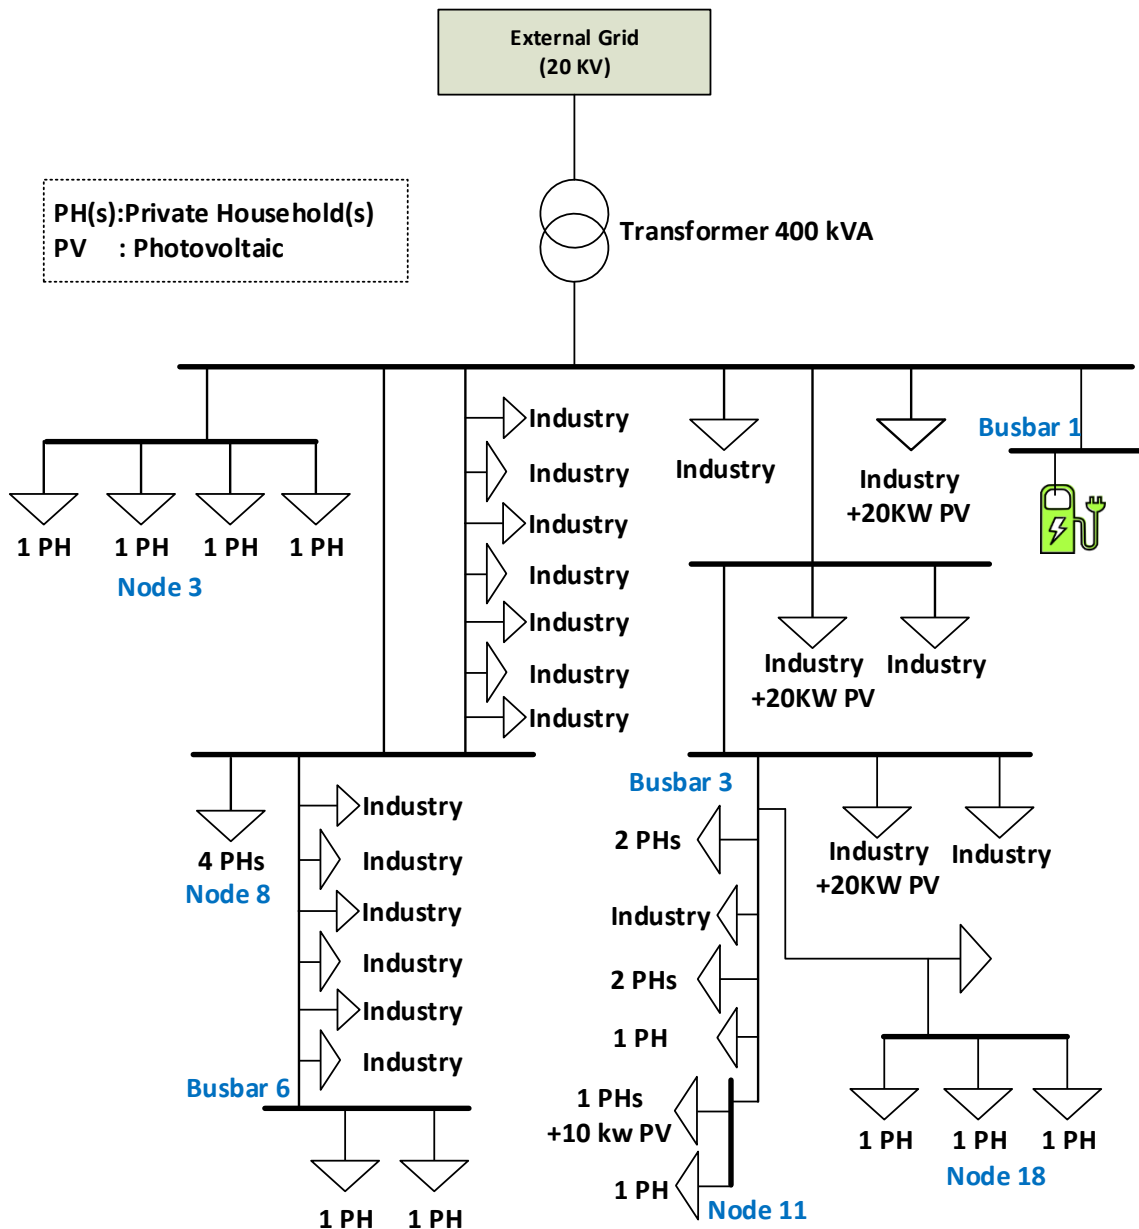 External Grid
(20 KV)
PH(s):Private Household(s)
PV : Photovoltaic
Transformer 400 kVA
Industry
Industry
Industry
Industry
Industry
Industry
Industry
Industry
Industry
+20KW PV
Busbar 1
1 PH
1 PH
1 PH
1 PH
Node 3
Industry
+20KW PV
Industry
Busbar 3
4 PHs
Node 8
Industry
Industry
Industry
Industry
Industry
Industry
Busbar 6
1 PH
1 PH
2 PHs
Industry
2 PHs
1 PH
1 PHs
+10 kw PV
1 PH
Node 11
Industry
+20KW PV
Industry
1 PH
1 PH
1 PH
Node 18